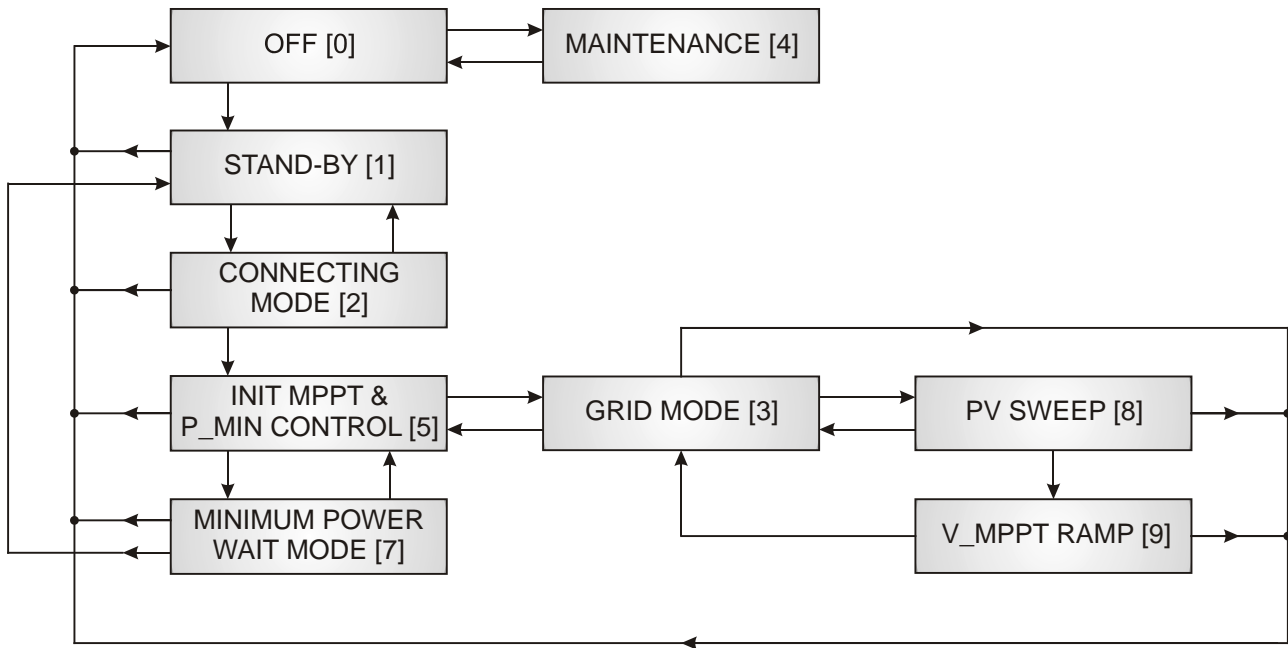 OFF [0]
MAINTENANCE [4]
STAND-BY [1]
CONNECTING
MODE [2]
INIT MPPT &
P_MIN CONTROL [5]
GRID MODE [3]
PV SWEEP [8]
MINIMUM POWER
WAIT MODE [7]
V_MPPT RAMP [9]